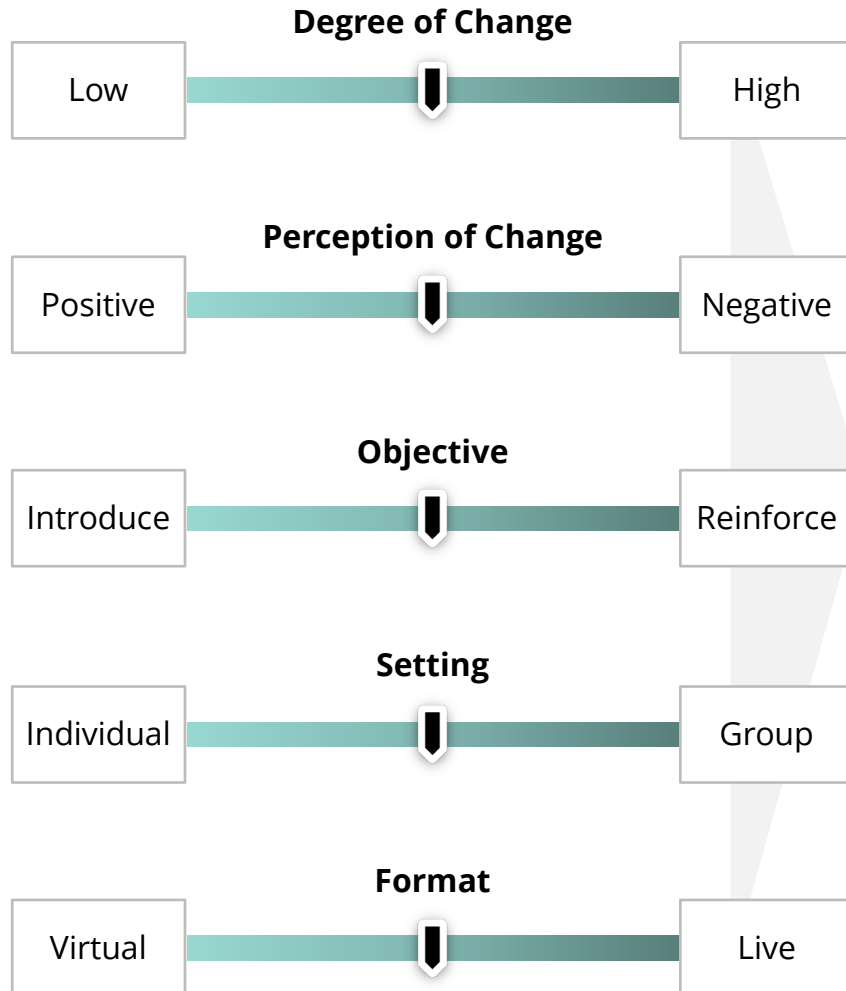 Degree of Change
Low
High
Perception of Change
Positive
Negative
Objective
Introduce
Reinforce
Setting
Individual
Group
Format
Virtual
Live